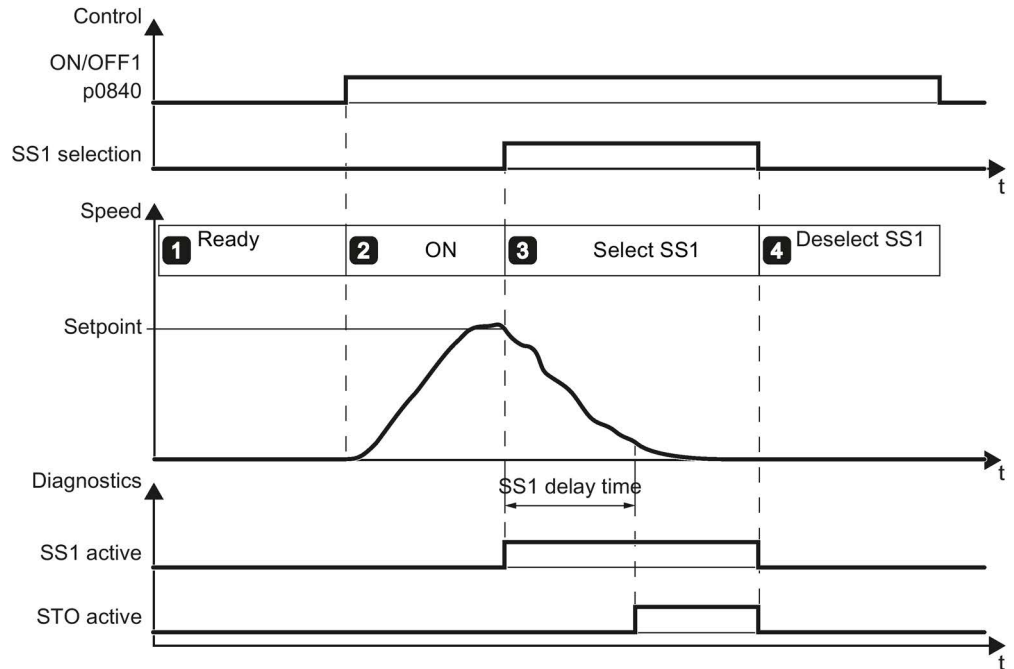 Control
ON/OFF1
p0840
SS1 selection
t
Speed
1 Ready
2 ON
3 Select SS1
4 Deselect SS1
Setpoint
t
Diagnostics
SS1 delay time
SS1 active
STO active
t